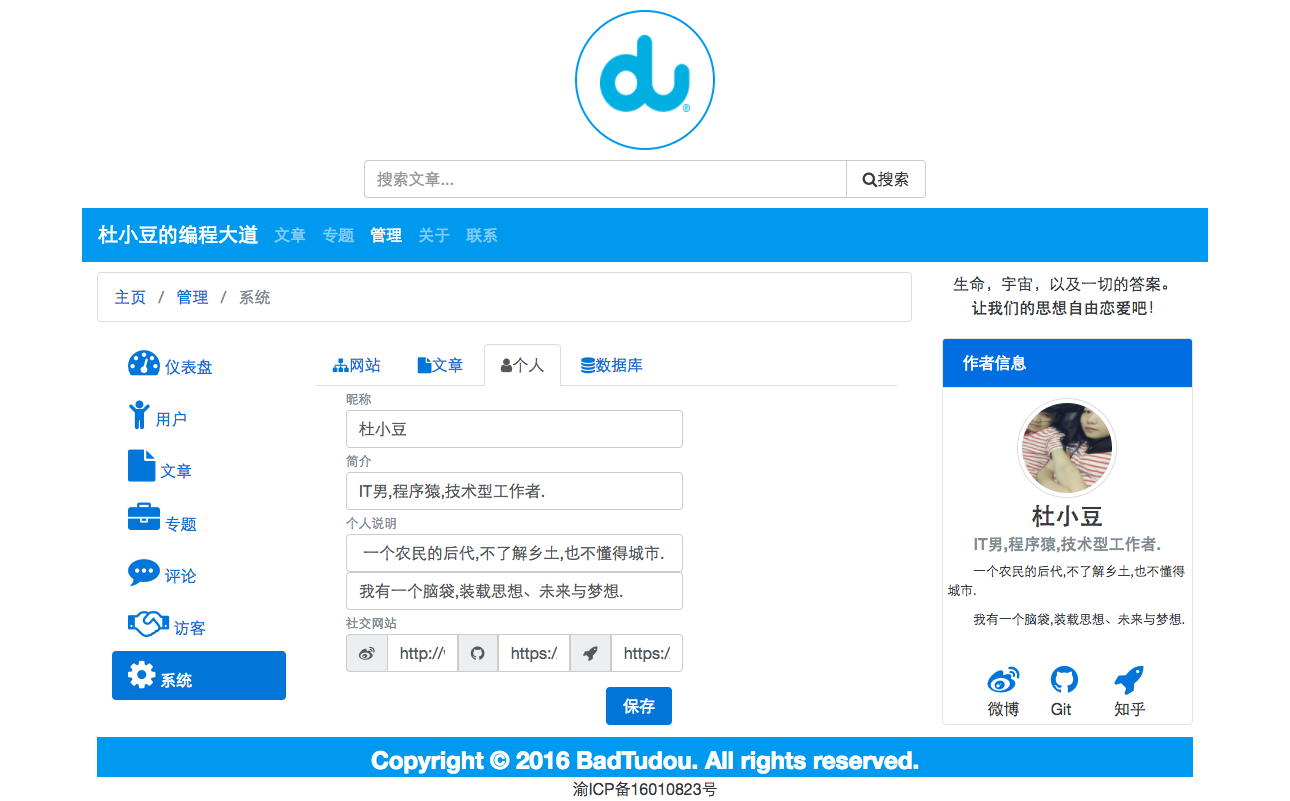 du®
搜索文章...
搜索
杜小豆的编程大道 文章 专题 管理 关于 联系
主页 / 管理 / 系统
仪表盘
用户
文章
专题
评论
访客
系统
网站 文章 个人 数据库
昵称
杜小豆
简介
IT男,程序猿,技术型工作者.
个人说明
一个农民的后代,不了解乡土,也不懂得城市.
我有一个脑袋,装载思想、未来与梦想.
社交网站
http:// https:/ https:/
保存
生命，宇宙，以及一切的答案。
让我们的思想自由恋爱吧！
作者信息
杜小豆
IT男,程序猿,技术型工作者.
一个农民的后代,不了解乡土,也不懂得
城市.
我有一个脑袋,装载思想、未来与梦想.
微博 Git 知乎
Copyright © 2016 BadTudou. All rights reserved.
渝ICP备16010823号